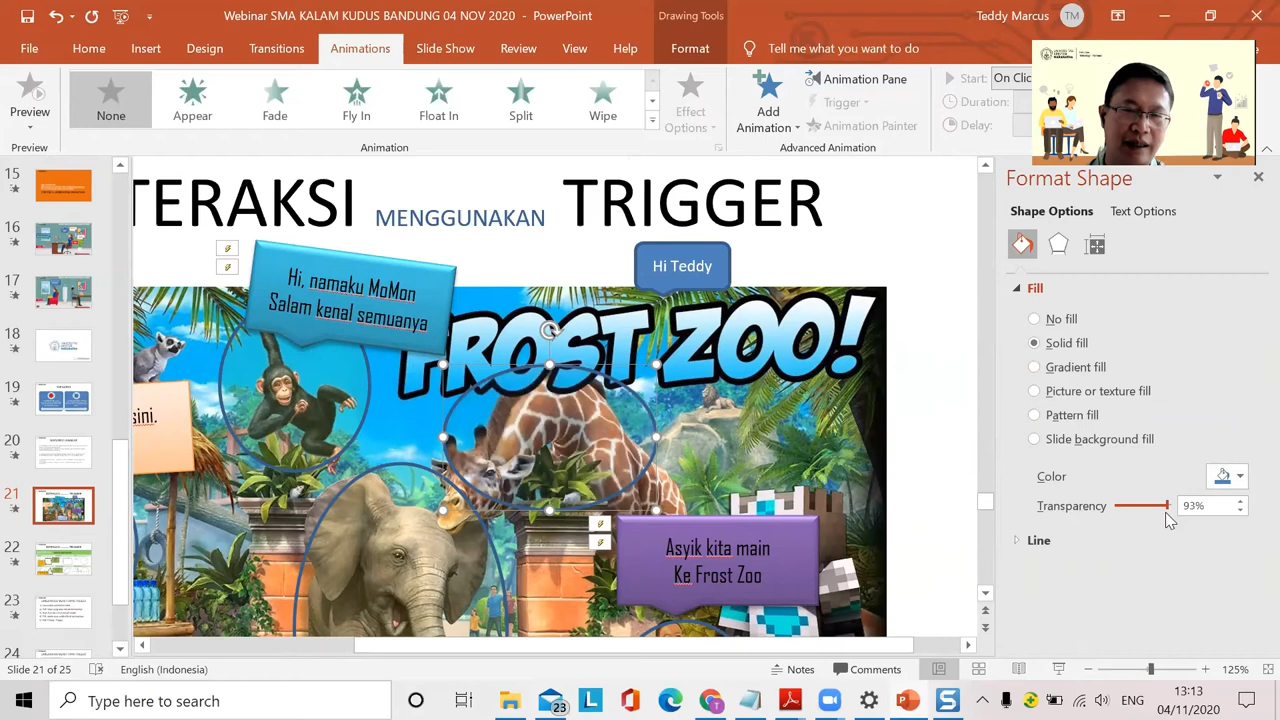 Webinar SMA KALAM KUDUS BANDUNG 04 NOV 2020 - PowerPoint
Drawing Tools
Teddy Marcus
TM
File
Home
Insert
Design
Transitions
Animations
Slide Show
Review
View
Help
Format
Tell me what you want to do
Preview
None
Appear
Fade
Fly In
Float In
Split
Wipe
Effect
Options
Add
Animation
Animation Pane
Trigger
Animation Painter
Start: On Clic
Duration:
Delay:
Preview
Animation
Advanced Animation
15
16
17
18
19
20
21
22
23
TERAKSI MENGGUNAKAN TRIGGER
Hi, namaku MoMon
Salam kenal semuanya
Hi Teddy
FROST ZOO!
sini.
Asyik kita main
Ke Frost Zoo
Format Shape
Shape Options
Text Options
Fill
No fill
Solid fill
Gradient fill
Picture or texture fill
Pattern fill
Slide background fill
Color
Transparency
93%
Line
Slide 21 of 25
English (Indonesia)
Notes
Comments
125%
Type here to search
23
ENG
13:13
04/11/2020